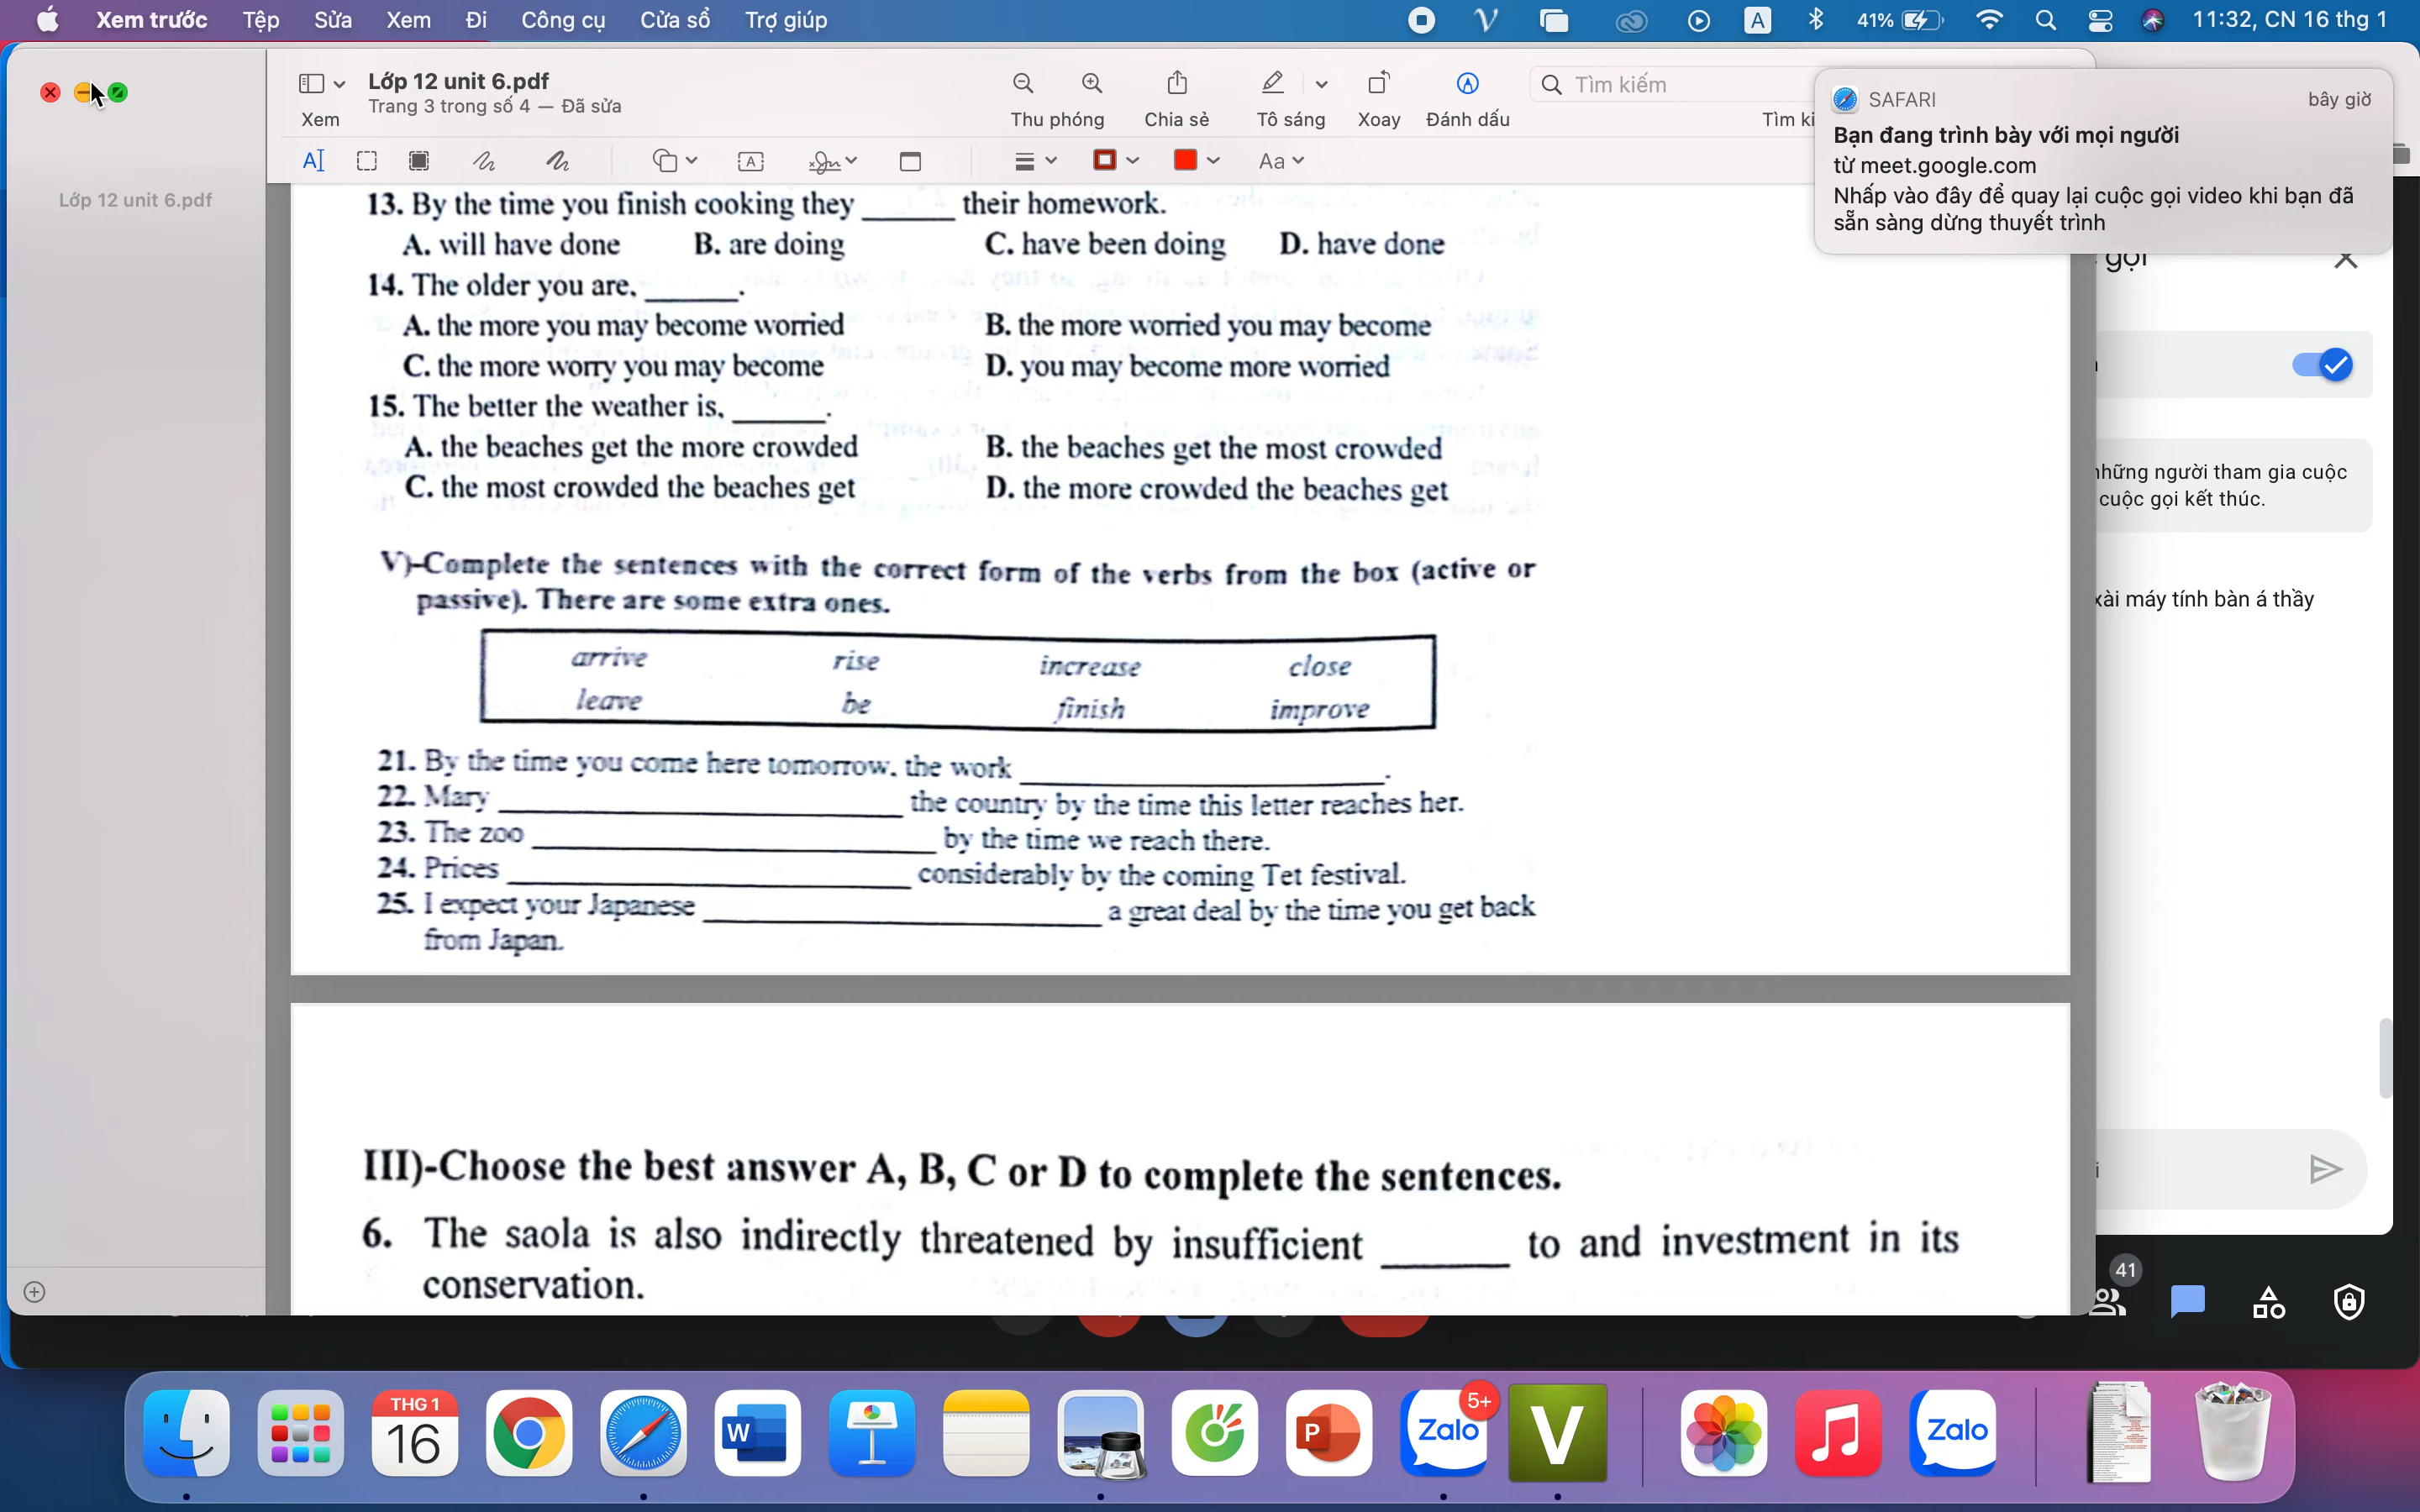 Xem trước Tệp Sửa Xem Đi Công cụ Cửa sổ Trợ giúp A 41% 11:32, CN 16 thg 1
Lớp 12 unit 6.pdf
Trang 3 trong số 4 — Đã sửa
Xem Thu phóng Chia sẻ Tô sáng Xoay Đánh dấu Tìm kiếm
Tìm ki
Aa
SAFARI bây giờ
Bạn đang trình bày với mọi người
từ meet.google.com
Nhấp vào đây để quay lại cuộc gọi video khi bạn đã
sẵn sàng dừng thuyết trình
Lớp 12 unit 6.pdf
13. By the time you finish cooking they ______ their homework.
A. will have done B. are doing C. have been doing D. have done
14. The older you are, ______.
A. the more you may become worried B. the more worried you may become
C. the more worry you may become D. you may become more worried
15. The better the weather is, ______.
A. the beaches get the more crowded B. the beaches get the most crowded
C. the most crowded the beaches get D. the more crowded the beaches get
V)-Complete the sentences with the correct form of the verbs from the box (active or
passive). There are some extra ones.
arrive rise increase close
leave be finish improve
21. By the time you come here tomorrow, the work ______.
22. Mary ______ the country by the time this letter reaches her.
23. The zoo ______ by the time we reach there.
24. Prices ______ considerably by the coming Tet festival.
25. I expect your Japanese ______ a great deal by the time you get back
from Japan.
III)-Choose the best answer A, B, C or D to complete the sentences.
6. The saola is also indirectly threatened by insufficient ______ to and investment in its
conservation.
gọi
những người tham gia cuộc
cuộc gọi kết thúc.
xài máy tính bàn á thầy
41
THG 1
16
W
P
Zalo
5+
V
Zalo